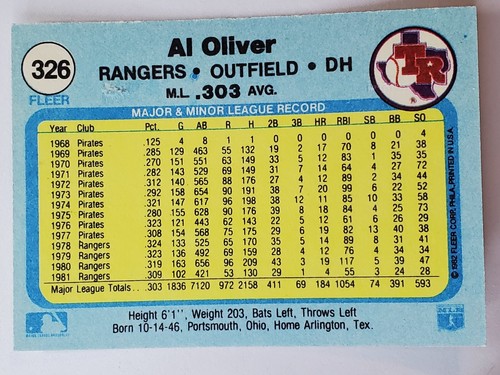 326
FLEER
Al Oliver
RANGERS • OUTFIELD • DH
M.L .303 AVG.
TR
MAJOR & MINOR LEAGUE RECORD
Year Club Pct. G AB R H 2B 3B HR RBI SB BB SO
1968 Pirates .125 4 8 1 1 0 0 0 0 0 0 4
1969 Pirates .285 129 463 55 132 19 2 17 70 8 21 38
1970 Pirates .270 151 551 63 149 33 5 12 83 1 35 35
1971 Pirates .282 143 529 69 149 31 7 14 64 4 27 72
1972 Pirates .312 140 565 88 176 27 4 12 89 2 34 44
1973 Pirates .292 158 654 90 191 38 7 20 99 6 22 52
1974 Pirates .321 147 617 96 198 38 12 11 85 10 33 58
1975 Pirates .280 155 628 90 176 39 8 18 84 4 25 73
1976 Pirates .323 121 443 62 143 22 5 12 61 6 26 29
1977 Pirates .308 154 568 75 175 29 6 19 82 13 40 38
1978 Rangers .324 133 525 65 170 35 5 14 89 8 31 41
1979 Rangers .323 136 492 69 159 28 4 12 76 4 34 34
1980 Rangers .319 163 656 96 209 43 3 19 117 5 39 47
1981 Rangers .309 102 421 53 130 29 1 4 55 3 24 28
Major League Totals . . .303 1836 7120 972 2158 411 69 184 1054 74 391 593
©1982 FLEER CORP. PHILA. PRINTED IN U.S.A.
Height 6'1", Weight 203, Bats Left, Throws Left
Born 10-14-46, Portsmouth, Ohio, Home Arlington, Tex.